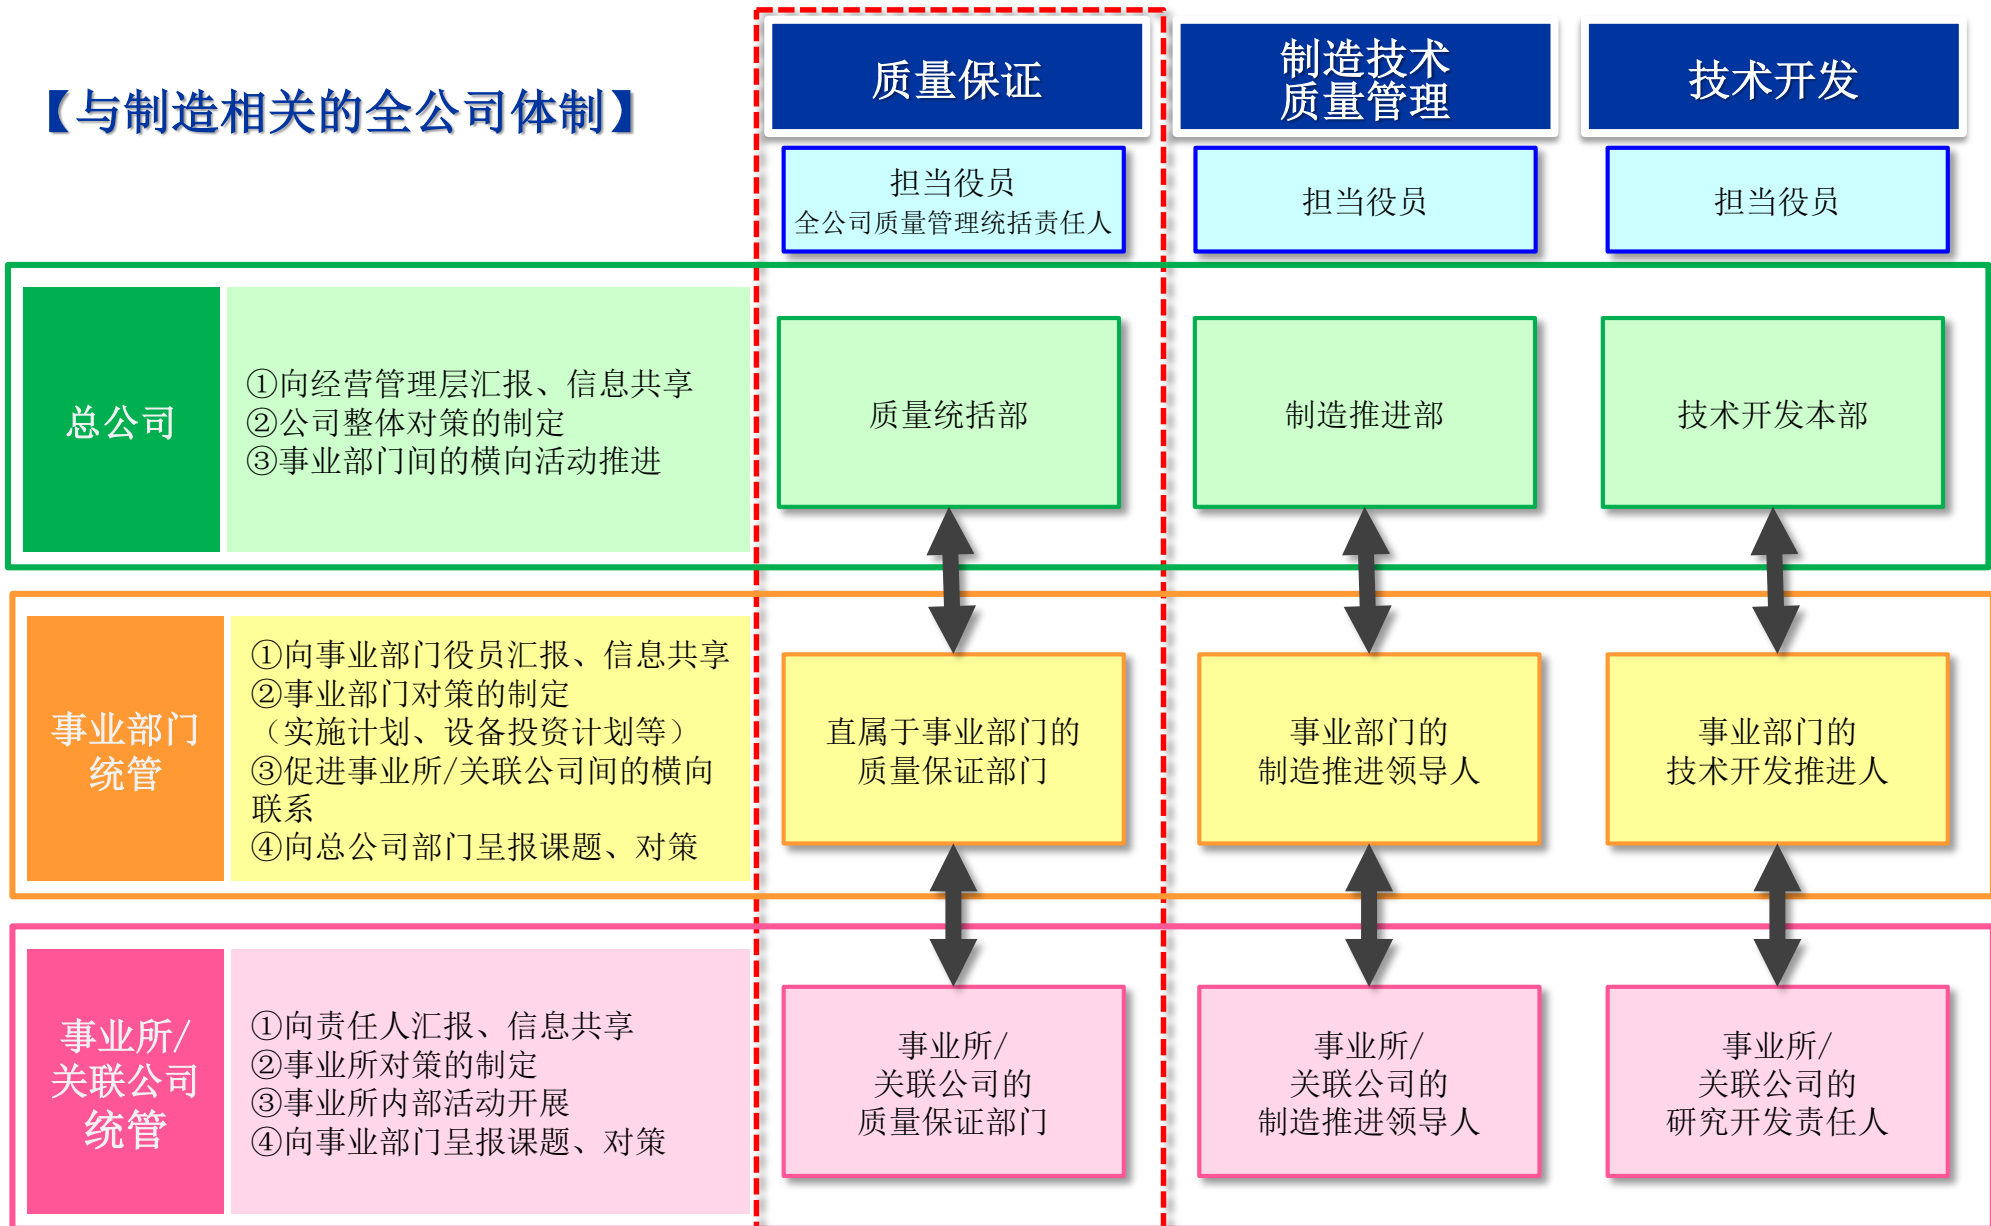 【与制造相关的全公司体制】
质量保证
制造技术
质量管理
技术开发
担当役员
全公司质量管理统括责任人
担当役员
担当役员
总公司
①向经营管理层汇报、信息共享
②公司整体对策的制定
③事业部门间的横向活动推进
质量统括部
制造推进部
技术开发本部
事业部门
统管
①向事业部门役员汇报、信息共享
②事业部门对策的制定
（实施计划、设备投资计划等）
③促进事业所/关联公司间的横向
联系
④向总公司部门呈报课题、对策
直属于事业部门的
质量保证部门
事业部门的
制造推进领导人
事业部门的
技术开发推进人
事业所/
关联公司
统管
①向责任人汇报、信息共享
②事业所对策的制定
③事业所内部活动开展
④向事业部门呈报课题、对策
事业所/
关联公司的
质量保证部门
事业所/
关联公司的
制造推进领导人
事业所/
关联公司的
研究开发责任人